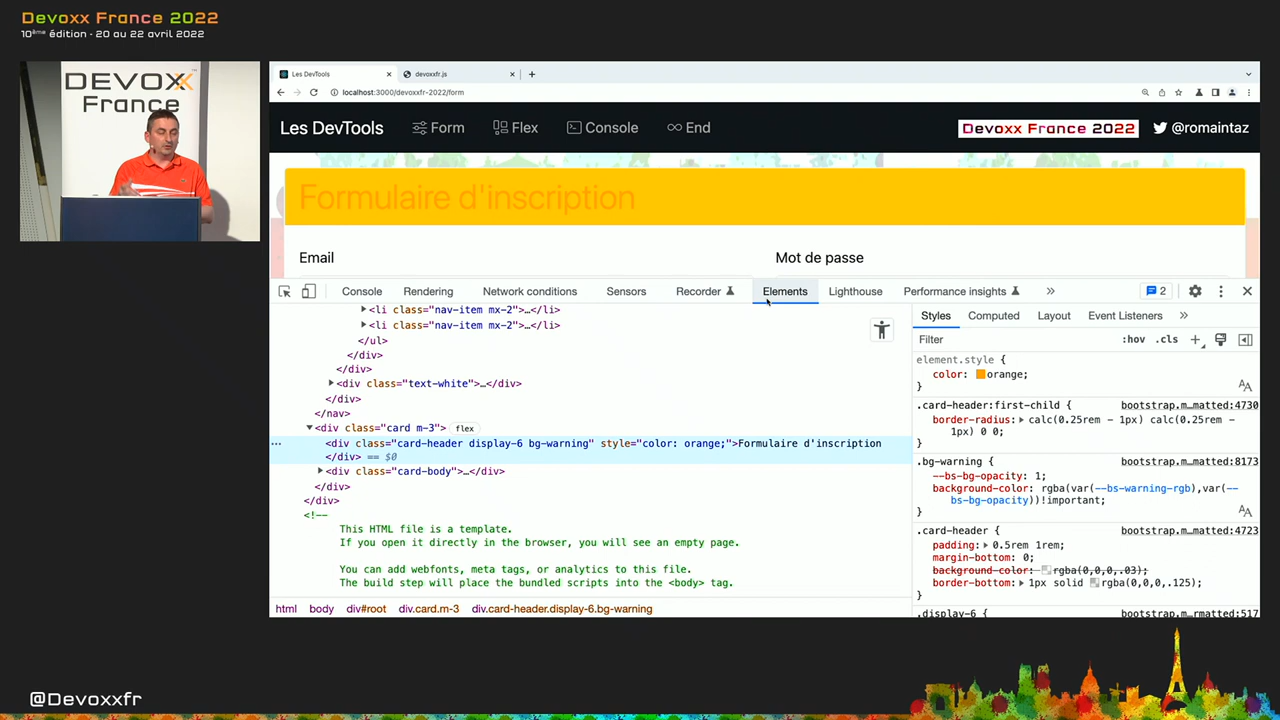 Devoxx France 2022
10ème édition · 20 au 22 avril 2022
DEVOXX™
France
Les DevTools
devoxxfr.js
localhost:3000/devoxxfr-2022/form
Les DevTools
Form
Flex
Console
End
Devoxx France 2022
@romaintaz
Formulaire d'inscription
Email
Mot de passe
Console
Rendering
Network conditions
Sensors
Recorder
Elements
Lighthouse
Performance insights
»
2
<li class="nav-item mx-2">…</li>
<li class="nav-item mx-2">…</li>
</ul>
</div>
</div>
<div class="text-white">…</div>
</div>
</nav>
<div class="card m-3">
flex
<div class="card-header display-6 bg-warning" style="color: orange;">Formulaire d'inscription
</div> == $0
<div class="card-body">…</div>
</div>
</div>
<!--
This HTML file is a template.
If you open it directly in the browser, you will see an empty page.
You can add webfonts, meta tags, or analytics to this file.
The build step will place the bundled scripts into the <body> tag.
html
body
div#root
div.card.m-3
div.card-header.display-6.bg-warning
Styles
Computed
Layout
Event Listeners
»
Filter
:hov
.cls
+
element.style {
color: orange;
}
AA
.card-header:first-child {
bootstrap.m…matted:4730
border-radius: calc(0.25rem - 1px) calc(0.25rem -
1px) 0 0;
}
.bg-warning {
bootstrap.m…matted:8173
--bs-bg-opacity: 1;
background-color: rgba(var(--bs-warning-rgb),var(--
bs-bg-opacity))!important;
}
AA
.card-header {
bootstrap.m…matted:4723
padding: 0.5rem 1rem;
margin-bottom: 0;
background-color: rgba(0,0,0,.03);
border-bottom: 1px solid rgba(0,0,0,.125);
}
.display-6 {
bootstrap.m…rmatted:517
@Devoxxfr